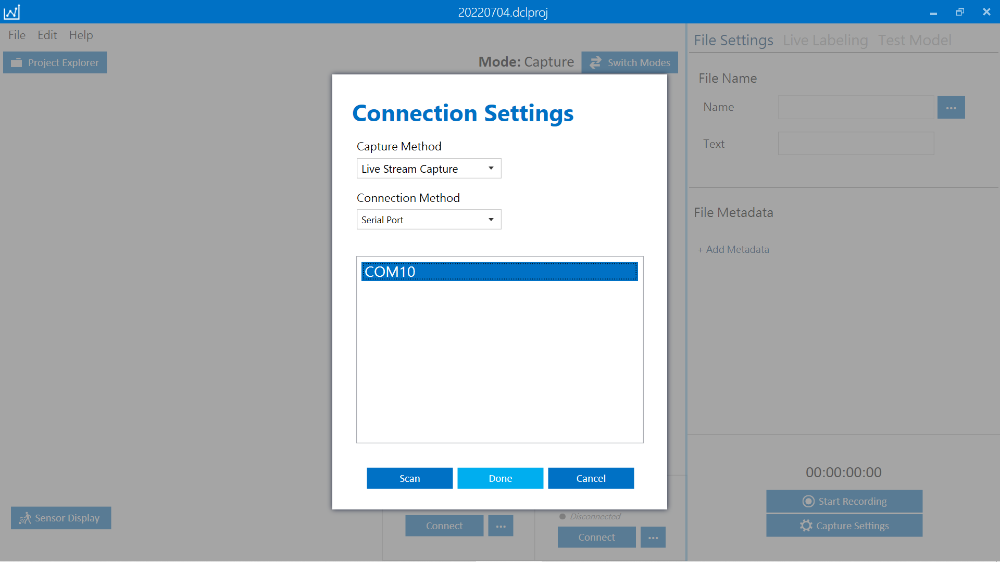 20220704.dclproj
File Edit Help
Project Explorer
Mode: Capture
Switch Modes
Connection Settings
Capture Method
Live Stream Capture
Connection Method
Serial Port
COM10
Scan
Done
Cancel
Sensor Display
Connect
...
Disconnected
Connect
...
File Settings Live Labeling Test Model
File Name
Name
...
Text
File Metadata
+ Add Metadata
00:00:00:00
Start Recording
Capture Settings